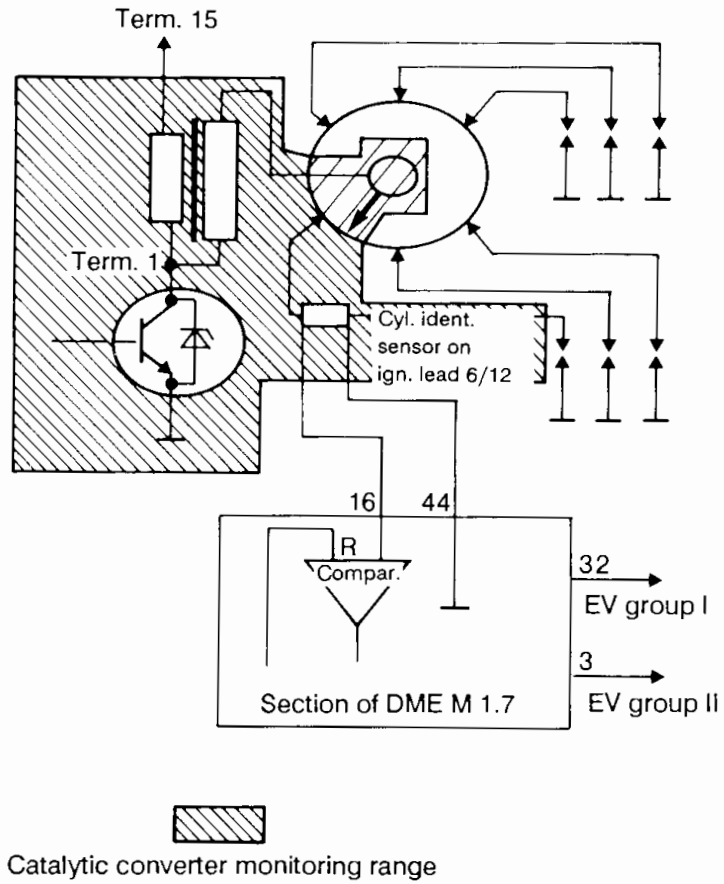 Term. 15
Term. 1
Cyl. ident.
sensor on
ign. lead 6/12
16
44
R
Compar.
32
EV group I
3
EV group II
Section of DME M 1.7
Catalytic converter monitoring range